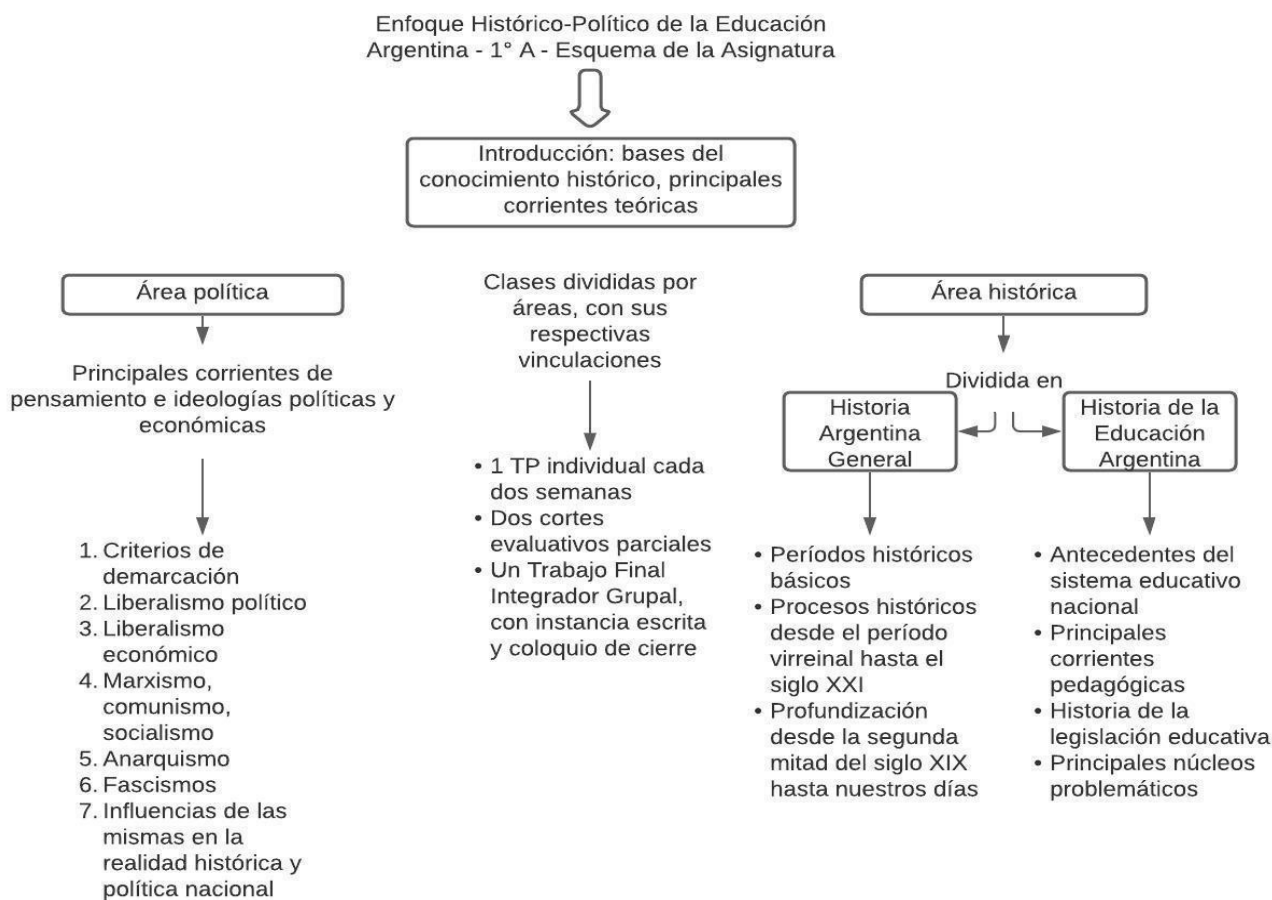 Enfoque Histórico-Político de la Educación
Argentina - 1° A - Esquema de la Asignatura
Introducción: bases del
conocimiento histórico, principales
corrientes teóricas
Área política
Principales corrientes de
pensamiento e ideologías políticas y
económicas
1. Criterios de
demarcación
2. Liberalismo político
3. Liberalismo
económico
4. Marxismo,
comunismo,
socialismo
5. Anarquismo
6. Fascismos
7. Influencias de las
mismas en la
realidad histórica y
política nacional
Clases divididas por
áreas, con sus
respectivas
vinculaciones
• 1 TP individual cada
dos semanas
• Dos cortes
evaluativos parciales
• Un Trabajo Final
Integrador Grupal,
con instancia escrita
y coloquio de cierre
Área histórica
Dividida en
Historia
Argentina
General
• Períodos históricos
básicos
• Procesos históricos
desde el período
virreinal hasta el
siglo XXI
• Profundización
desde la segunda
mitad del siglo XIX
hasta nuestros días
Historia de la
Educación
Argentina
• Antecedentes del
sistema educativo
nacional
• Principales
corrientes
pedagógicas
• Historia de la
legislación educativa
• Principales núcleos
problemáticos